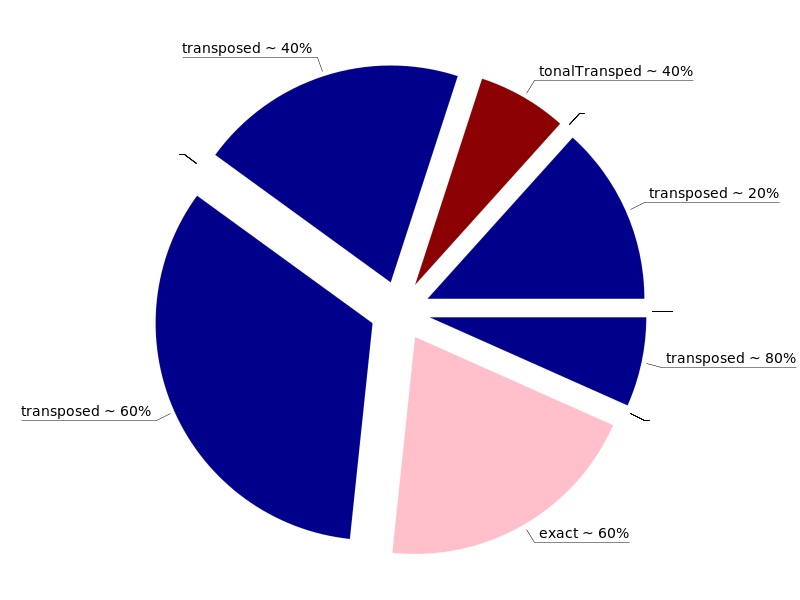 transposed ~ 40%
tonalTransped ~ 40%
transposed ~ 20%
transposed ~ 80%
transposed ~ 60%
exact ~ 60%